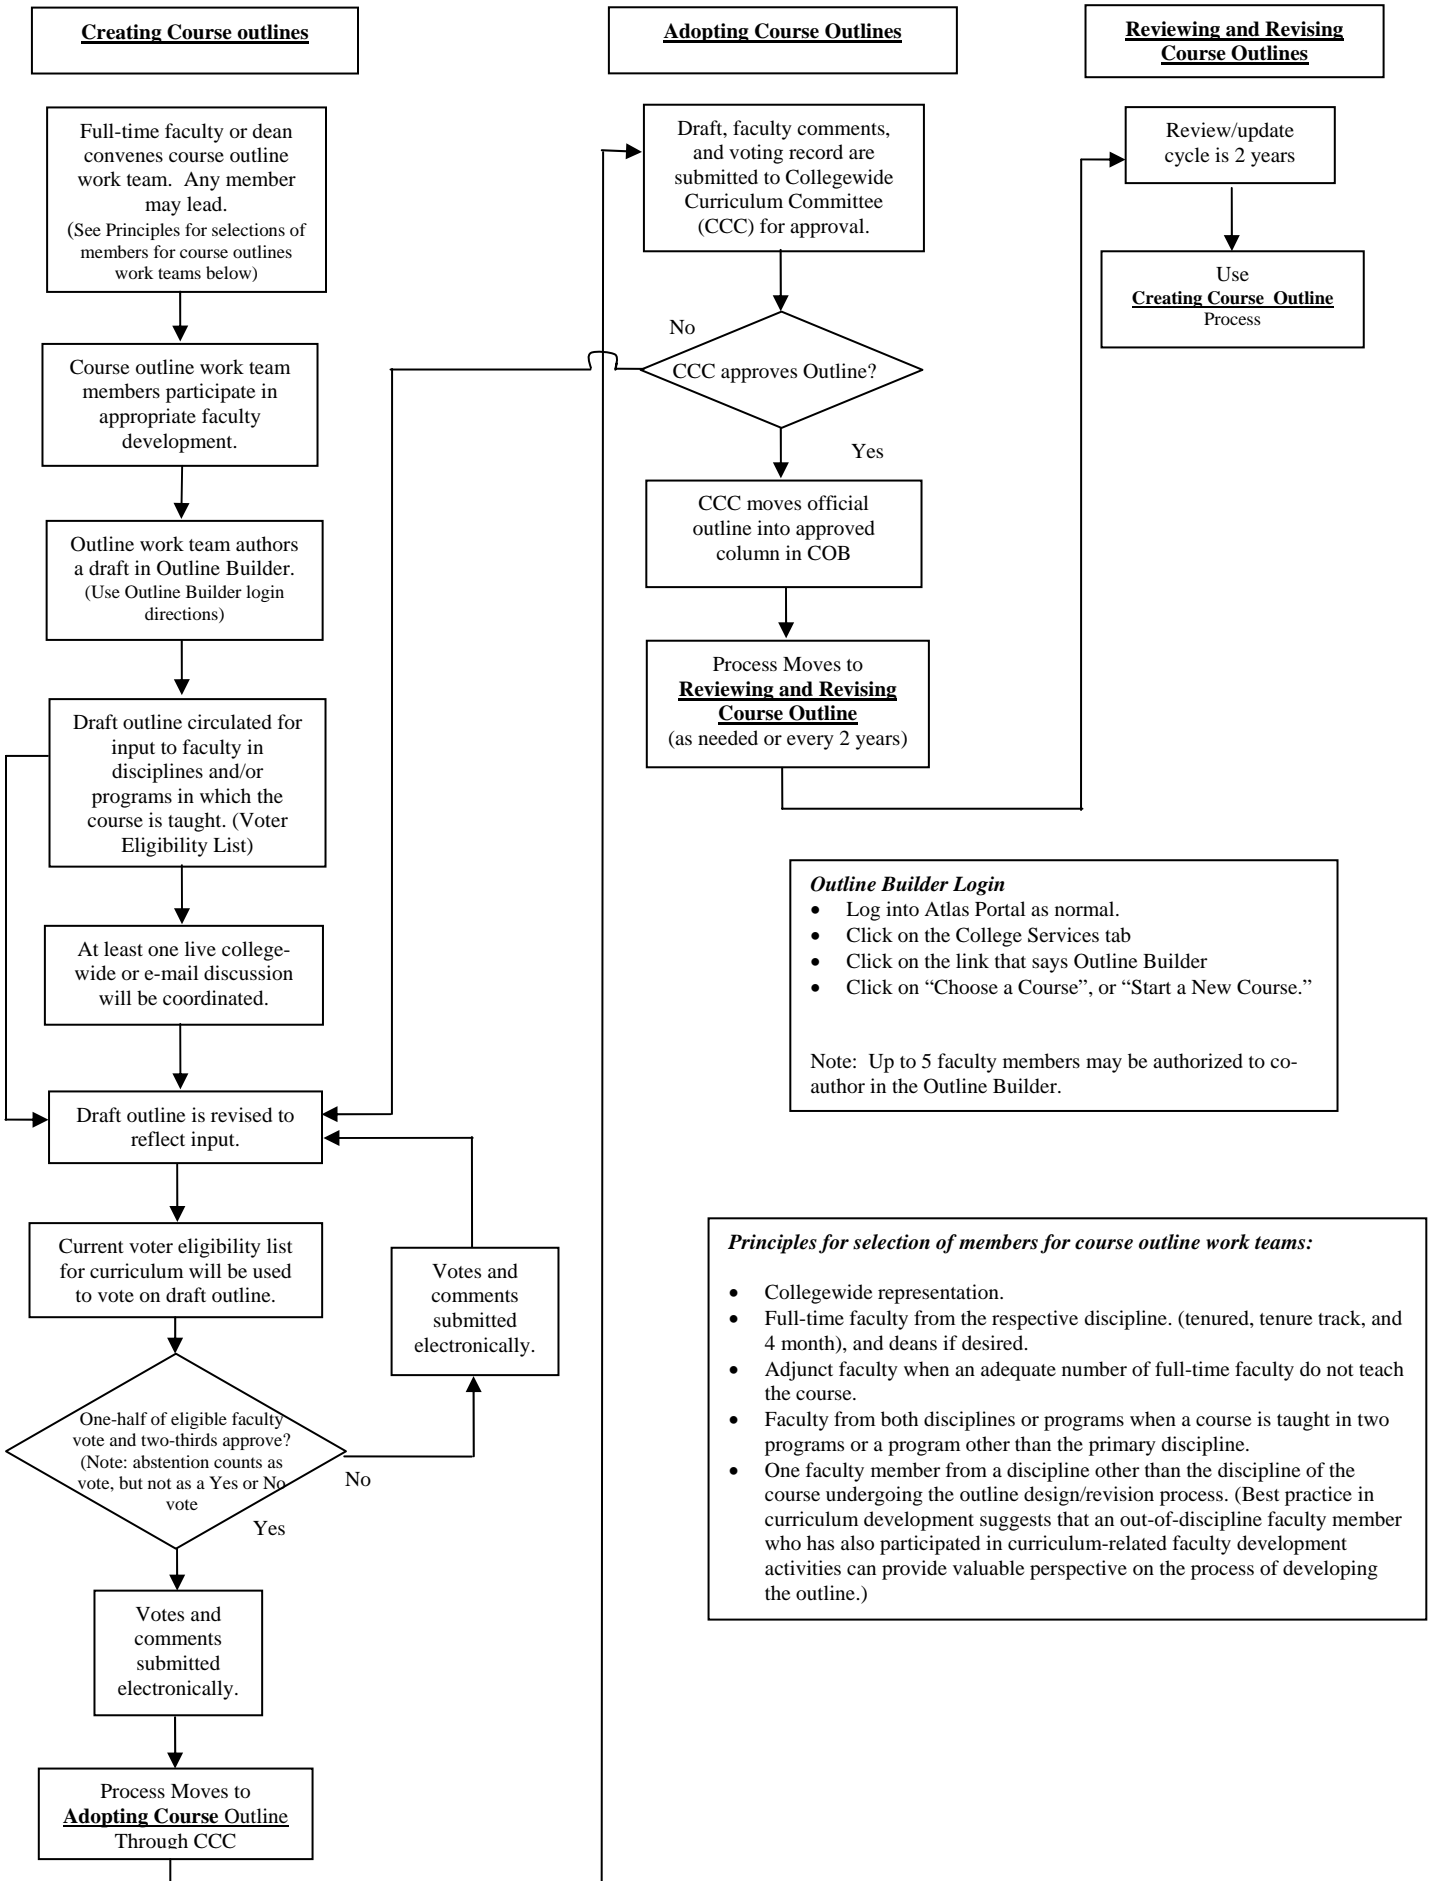 Creating Course outlines
Full-time faculty or dean
convenes course outline
work team.  Any member
may lead.
(See Principles for selections of
members for course outlines
work teams below)
Course outline work team
members participate in
appropriate faculty
development.
Outline work team authors
a draft in Outline Builder.
(Use Outline Builder login
directions)
Draft outline circulated for
input to faculty in
disciplines and/or
programs in which the
course is taught. (Voter
Eligibility List)
At least one live college-
wide or e-mail discussion
will be coordinated.
Draft outline is revised to
reflect input.
Current voter eligibility list
for curriculum will be used
to vote on draft outline.
One-half of eligible faculty
vote and two-thirds approve?
(Note: abstention counts as
vote, but not as a Yes or No
vote
No
Votes and
comments
submitted
electronically.
Yes
Votes and
comments
submitted
electronically.
Process Moves to
Adopting Course Outline
Through CCC
Adopting Course Outlines
Draft, faculty comments,
and voting record are
submitted to Collegewide
Curriculum Committee
(CCC) for approval.
No
CCC approves Outline?
Yes
CCC moves official
outline into approved
column in COB
Process Moves to
Reviewing and Revising
Course Outline
(as needed or every 2 years)
Reviewing and Revising
Course Outlines
Review/update
cycle is 2 years
Use
Creating Course  Outline
Process
Outline Builder Login
• Log into Atlas Portal as normal.
• Click on the College Services tab
• Click on the link that says Outline Builder
• Click on “Choose a Course”, or “Start a New Course.”
Note:  Up to 5 faculty members may be authorized to co-
author in the Outline Builder.
Principles for selection of members for course outline work teams:
• Collegewide representation.
• Full-time faculty from the respective discipline. (tenured, tenure track, and
4 month), and deans if desired.
• Adjunct faculty when an adequate number of full-time faculty do not teach
the course.
• Faculty from both disciplines or programs when a course is taught in two
programs or a program other than the primary discipline.
• One faculty member from a discipline other than the discipline of the
course undergoing the outline design/revision process. (Best practice in
curriculum development suggests that an out-of-discipline faculty member
who has also participated in curriculum-related faculty development
activities can provide valuable perspective on the process of developing
the outline.)